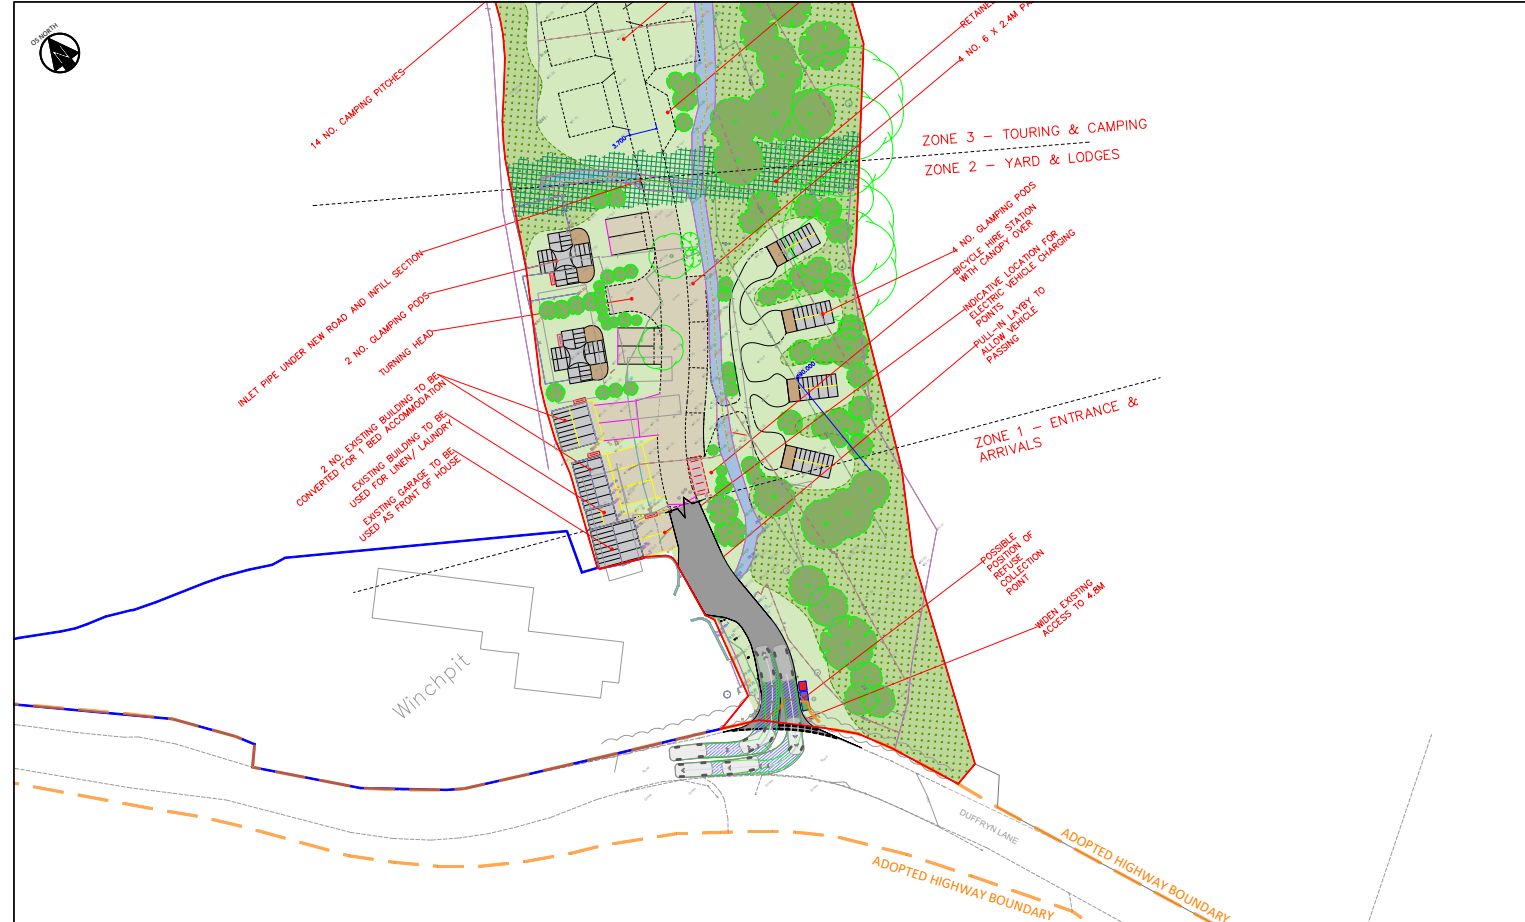 OS NORTH
14 NO. CAMPING PITCHES
RETAINE
4 NO. 6 X 2.4M PA
3.700
ZONE 3 – TOURING & CAMPING
ZONE 2 – YARD & LODGES
4 NO. GLAMPING PODS
BICYCLE HIRE STATION
WITH CANOPY OVER
INDICATIVE LOCATION FOR
ELECTRIC VEHICLE CHARGING
POINTS
PULL-IN LAYBY TO
ALLOW VEHICLE
PASSING
INLET PIPE UNDER NEW ROAD AND INFILL SECTION
2 NO. GLAMPING PODS
TURNING HEAD
2 NO. EXISTING BUILDING TO BE
CONVERTED FOR 1 BED ACCOMMODATION
EXISTING BUILDING TO BE
USED FOR LINEN/ LAUNDRY
EXISTING GARAGE TO BE
USED AS FRONT OF HOUSE
ZONE 1 – ENTRANCE &
ARRIVALS
POSSIBLE
POSITION OF
REFUSE
COLLECTION
POINT
WIDEN EXISTING
ACCESS TO 4.8M
Winchpit
DUFFRYN LANE
ADOPTED HIGHWAY BOUNDARY
ADOPTED HIGHWAY BOUNDARY